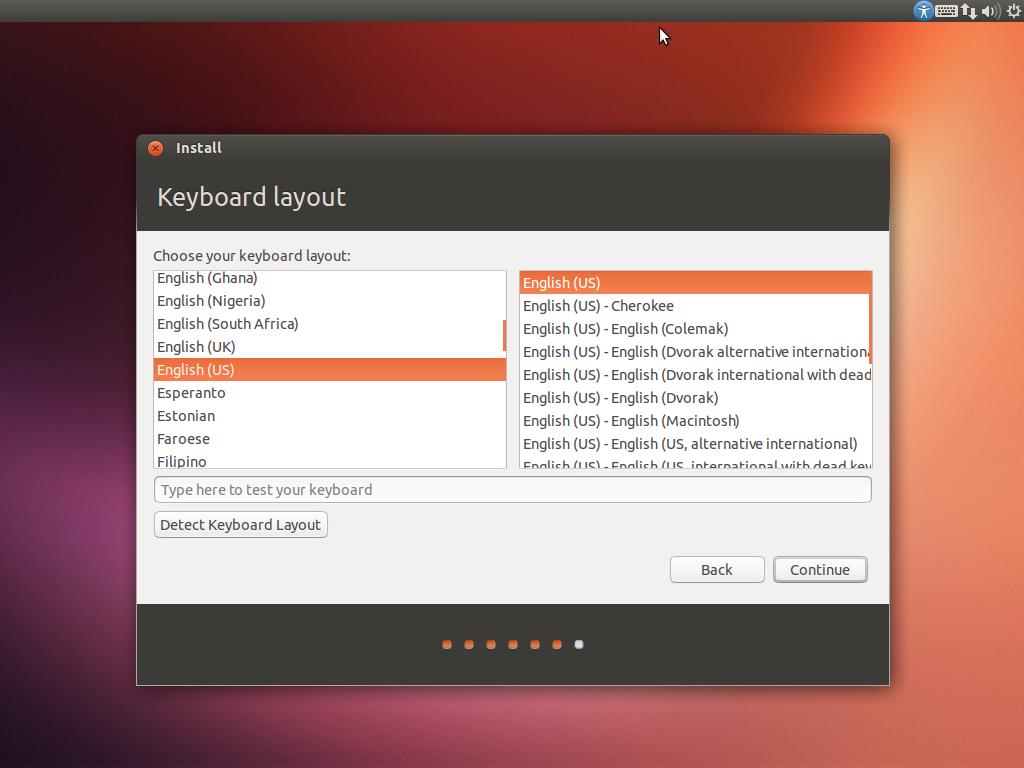 Install
Keyboard layout
Choose your keyboard layout:
English (Ghana)
English (Nigeria)
English (South Africa)
English (UK)
English (US)
Esperanto
Estonian
Faroese
Filipino
English (US)
English (US) - Cherokee
English (US) - English (Colemak)
English (US) - English (Dvorak alternative internationa
English (US) - English (Dvorak international with dead
English (US) - English (Dvorak)
English (US) - English (Macintosh)
English (US) - English (US, alternative international)
English (US) - English (US, international with dead key
Type here to test your keyboard
Detect Keyboard Layout
Back
Continue